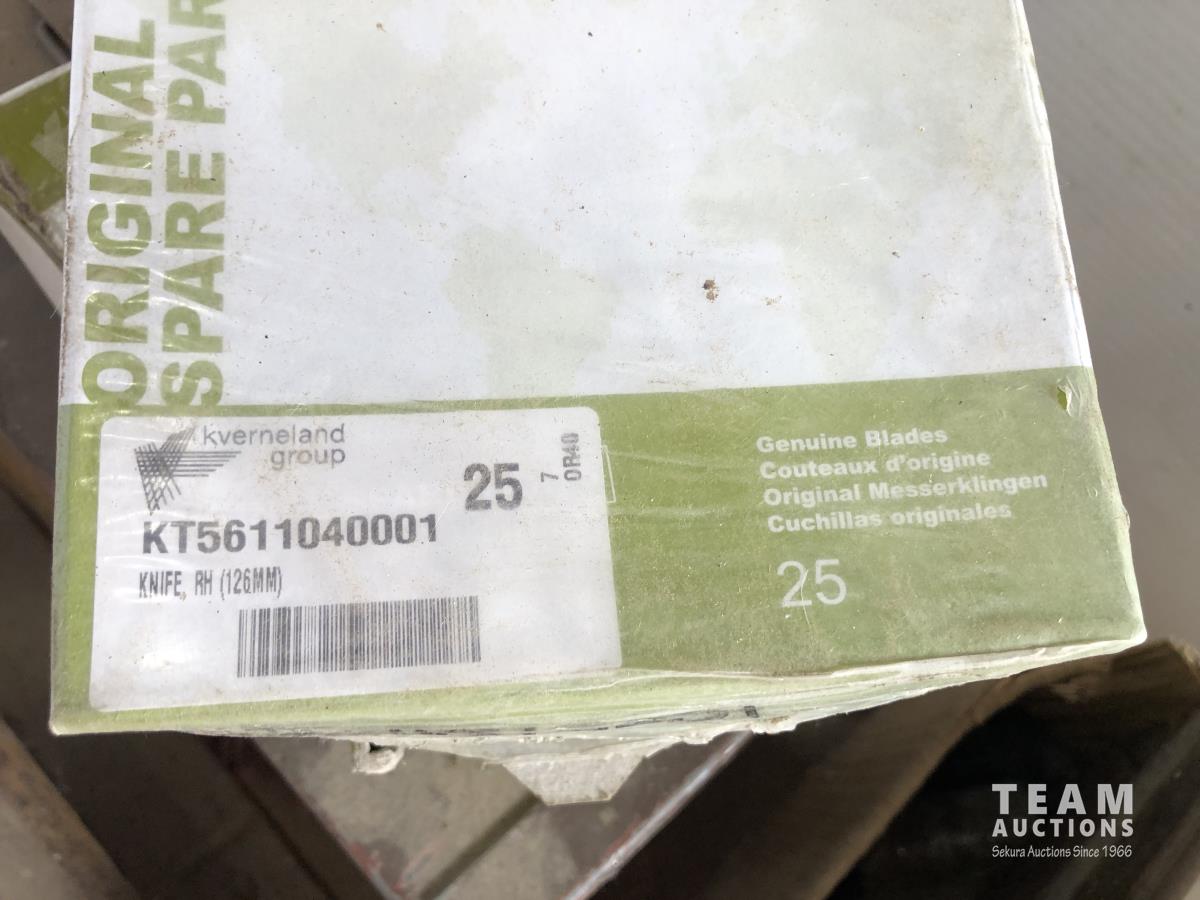 ORIGINAL
SPARE PAR
kverneland
group
25
7
OR40
KT5611040001
KNIFE, RH (126MM)
Genuine Blades
Couteaux d'origine
Original Messerklingen
Cuchillas originales
25
TEAM
AUCTIONS
Sekura Auctions Since 1966